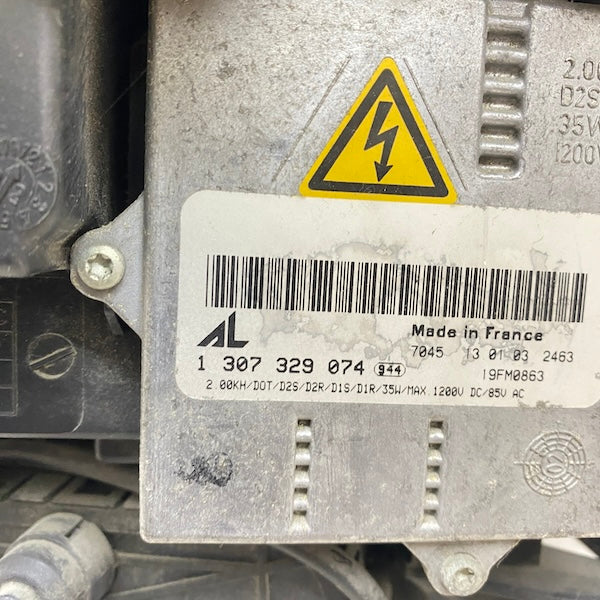 2.00
D2S
35W
1200V
AL
Made in France
7045 13 01 03 2463
1 307 329 074 944
19FM0863
2.00KH/DOT/D2S/D2R/D1S/D1R/35W/MAX.1200V DC/85V AC